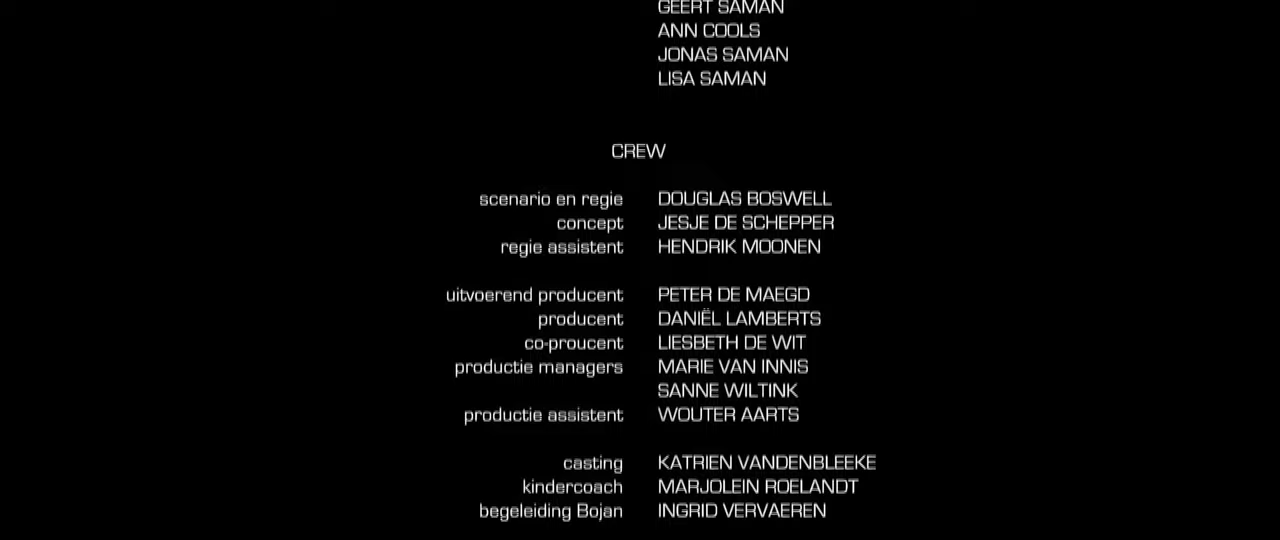 GEERT SAMAN
ANN COOLS
JONAS SAMAN
LISA SAMAN
CREW
scenario en regie DOUGLAS BOSWELL
concept JESJE DE SCHEPPER
regie assistent HENDRIK MOONEN
uitvoerend producent PETER DE MAEGD
producent DANIËL LAMBERTS
co-proucent LIESBETH DE WIT
productie managers MARIE VAN INNIS
SANNE WILTINK
productie assistent WOUTER AARTS
casting KATRIEN VANDENBLEEKE
kindercoach MARJOLEIN ROELANDT
begeleiding Bojan INGRID VERVAEREN